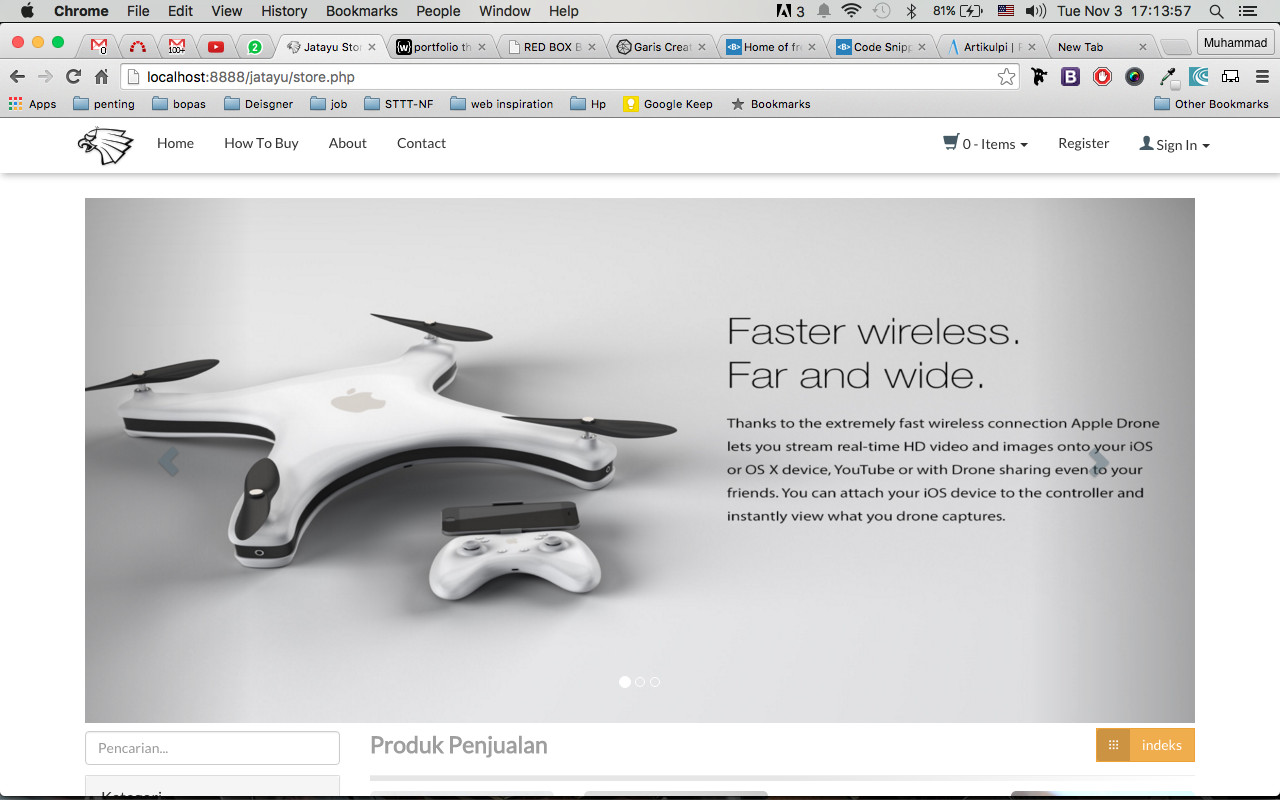 Chrome File Edit View History Bookmarks People Window Help 3 81% Tue Nov 3 17:13:57
0 100+ 2 Jatayu Stor portfolio th RED BOX B Garis Creat Home of fre Code Snipp Artikulpi | F New Tab Muhammad
localhost:8888/jatayu/store.php
Apps penting bopas Deisgner job STTT-NF web inspiration Hp Google Keep Bookmarks Other Bookmarks
Home How To Buy About Contact 0 - Items Register Sign In
Faster wireless.
Far and wide.
Thanks to the extremely fast wireless connection Apple Drone
lets you stream real-time HD video and images onto your iOS
or OS X device, YouTube or with Drone sharing even to your
friends. You can attach your iOS device to the controller and
instantly view what you drone captures.
Pencarian...
Produk Penjualan
indeks
Kategori